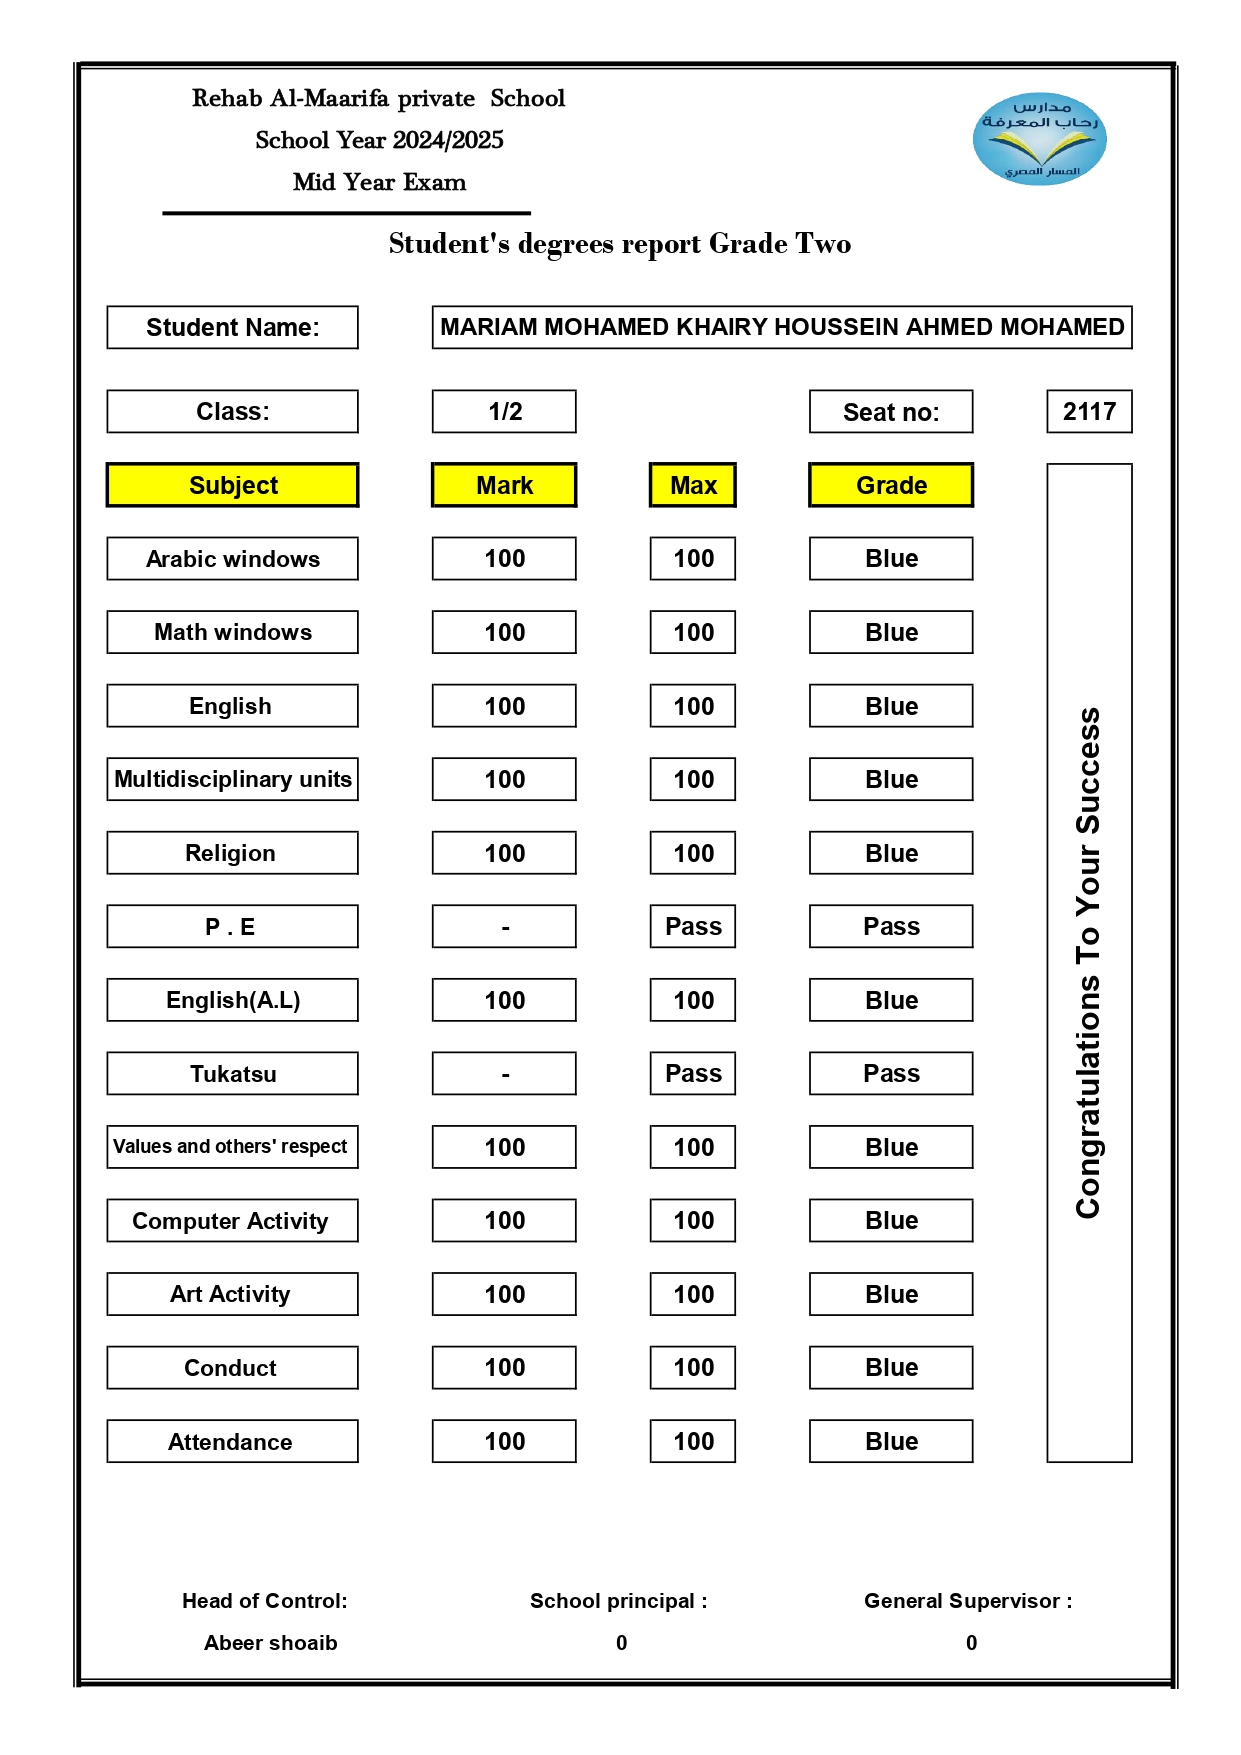 Rehab Al-Maarifa private School
School Year 2024/2025
Mid Year Exam
مدارس
رحاب المعرفة
المسار المصري
Student's degrees report Grade Two
Student Name: MARIAM MOHAMED KHAIRY HOUSSEIN AHMED MOHAMED
Class: 1/2 Seat no: 2117
Subject Mark Max Grade
Arabic windows 100 100 Blue
Math windows 100 100 Blue
English 100 100 Blue
Multidisciplinary units 100 100 Blue
Religion 100 100 Blue
P . E - Pass Pass
English(A.L) 100 100 Blue
Tukatsu - Pass Pass
Values and others' respect 100 100 Blue
Computer Activity 100 100 Blue
Art Activity 100 100 Blue
Conduct 100 100 Blue
Attendance 100 100 Blue
Congratulations To Your Success
Head of Control: School principal : General Supervisor :
Abeer shoaib 0 0